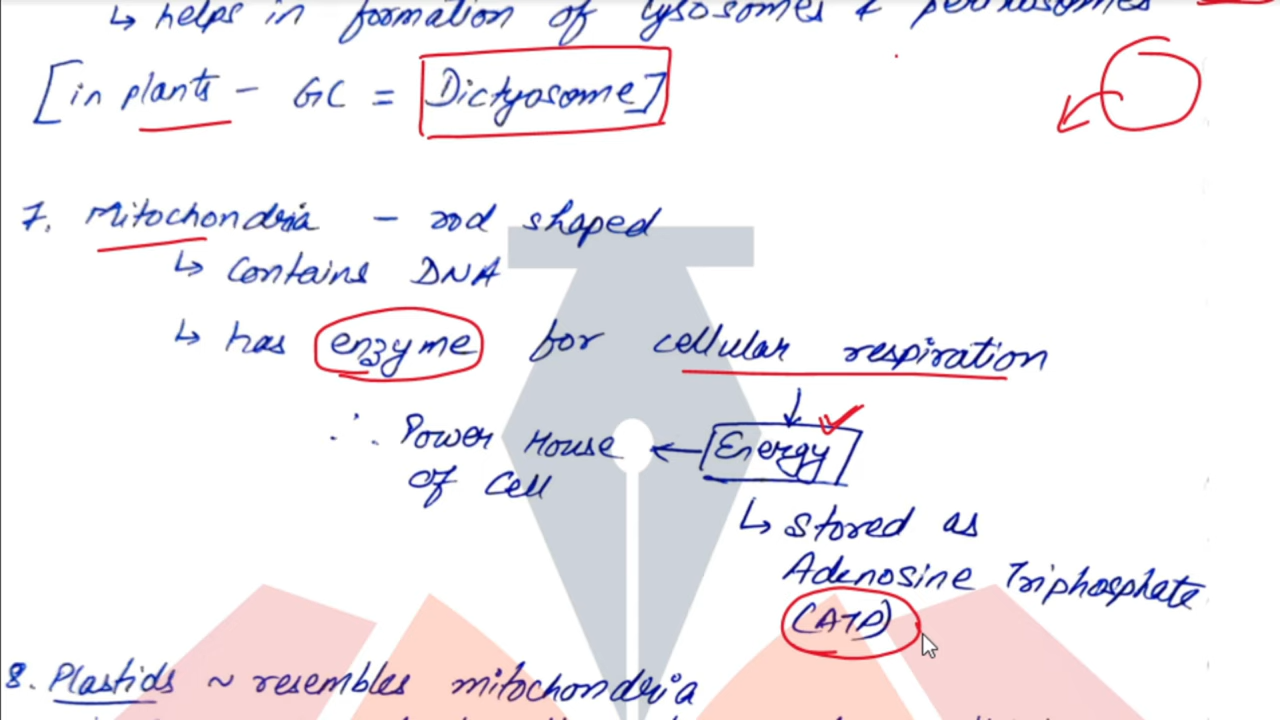 ↳ helps in formation of lysosomes & peroxisomes
[in plants - GC = Dictyosome]
7. Mitochondria - rod shaped
↳ contains DNA
↳ has enzyme for cellular respiration
↓
∴ Power House ← Energy
of Cell
↳ stored as
Adenosine Triphosphate
(ATP)
8. Plastids ~ resembles mitochondria